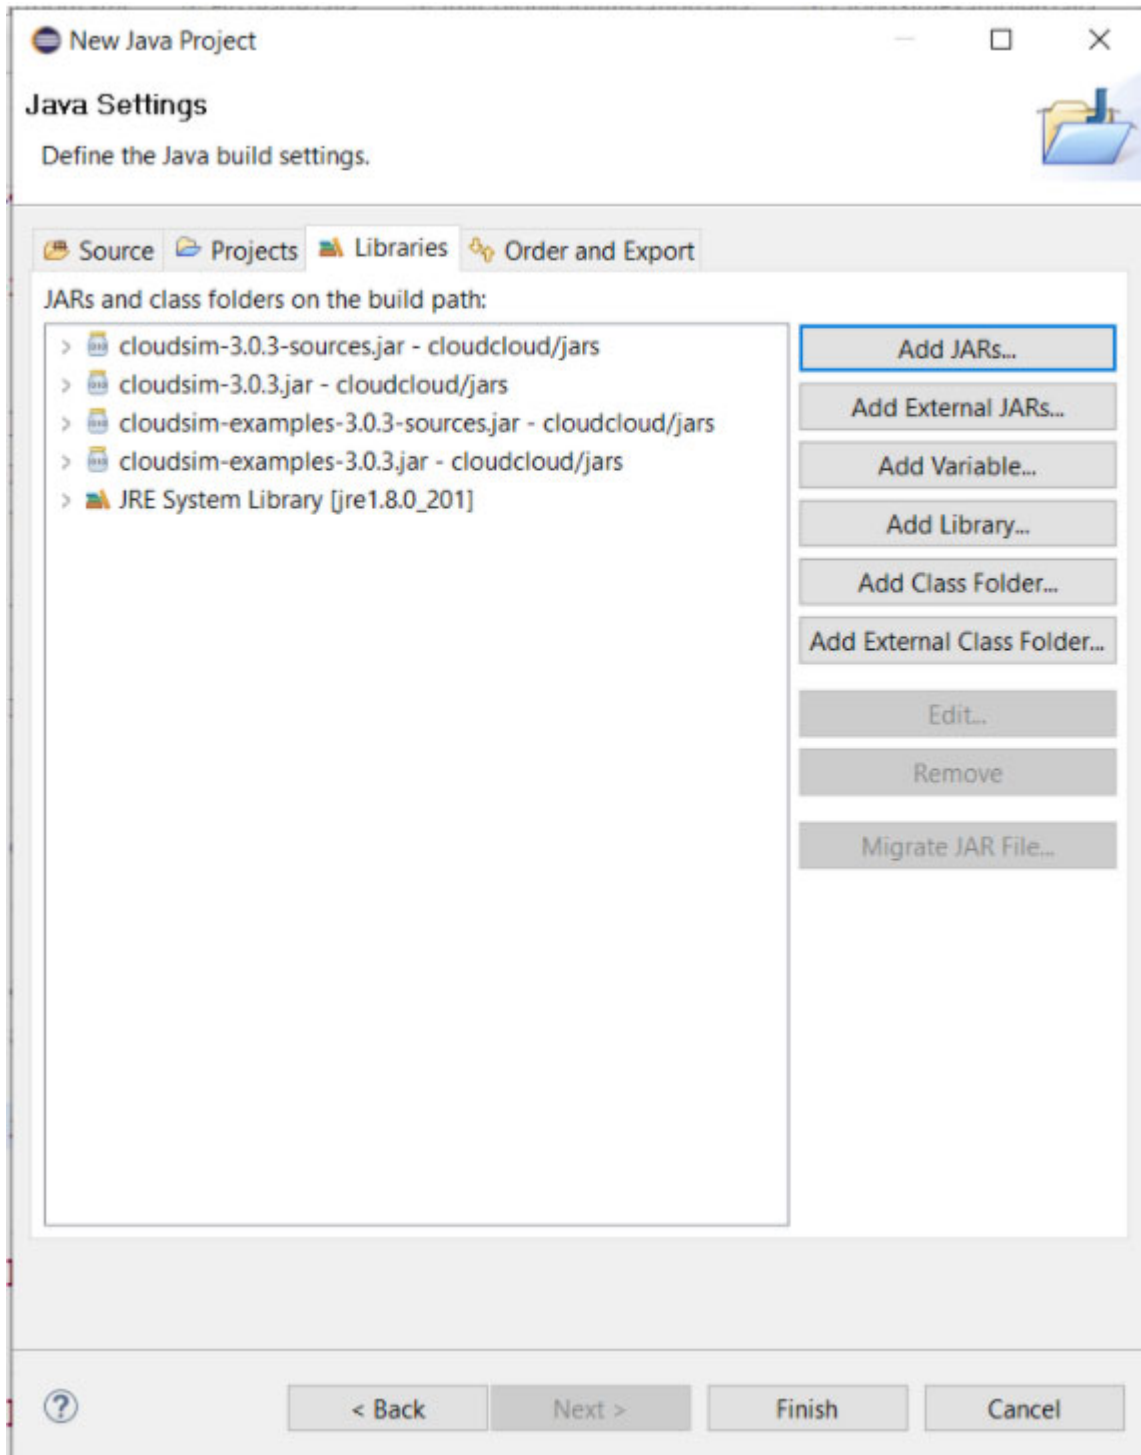 New Java Project
Java Settings
Define the Java build settings.
Source Projects Libraries Order and Export
JARs and class folders on the build path:
cloudsim-3.0.3-sources.jar - cloudcloud/jars
cloudsim-3.0.3.jar - cloudcloud/jars
cloudsim-examples-3.0.3-sources.jar - cloudcloud/jars
cloudsim-examples-3.0.3.jar - cloudcloud/jars
JRE System Library [jre1.8.0_201]
Add JARs...
Add External JARs...
Add Variable...
Add Library...
Add Class Folder...
Add External Class Folder...
Edit...
Remove
Migrate JAR File...
< Back Next > Finish Cancel